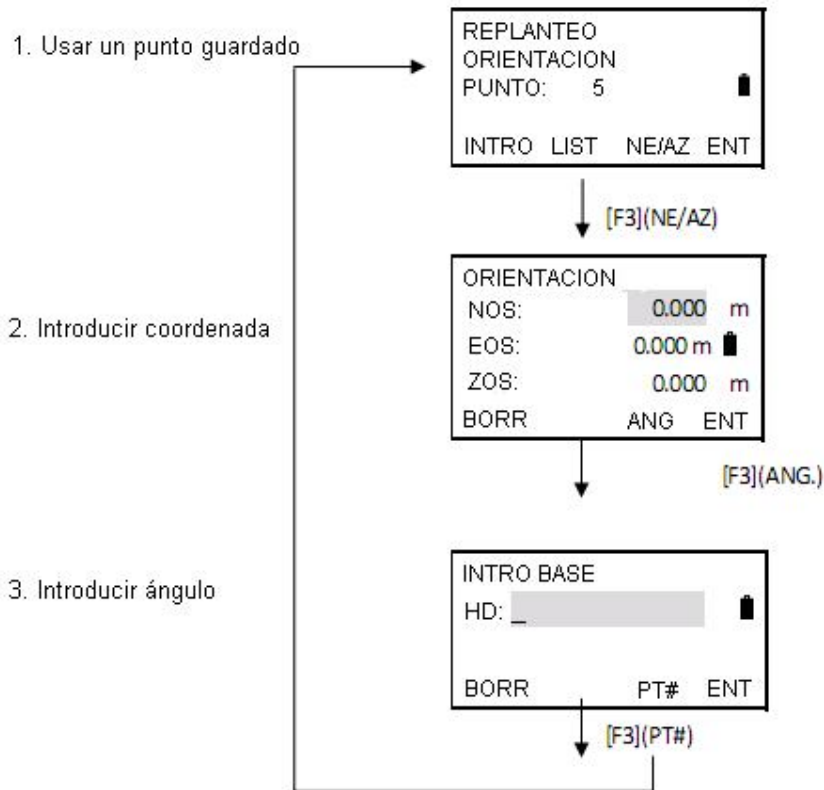 1. Usar un punto guardado
REPLANTEO
ORIENTACION
PUNTO: 5
INTRO LIST NE/AZ ENT
[F3](NE/AZ)
2. Introducir coordenada
ORIENTACION
NOS: 0.000 m
EOS: 0.000 m
ZOS: 0.000 m
BORR ANG ENT
[F3](ANG.)
3. Introducir ángulo
INTRO BASE
HD: _
BORR PT# ENT
[F3](PT#)